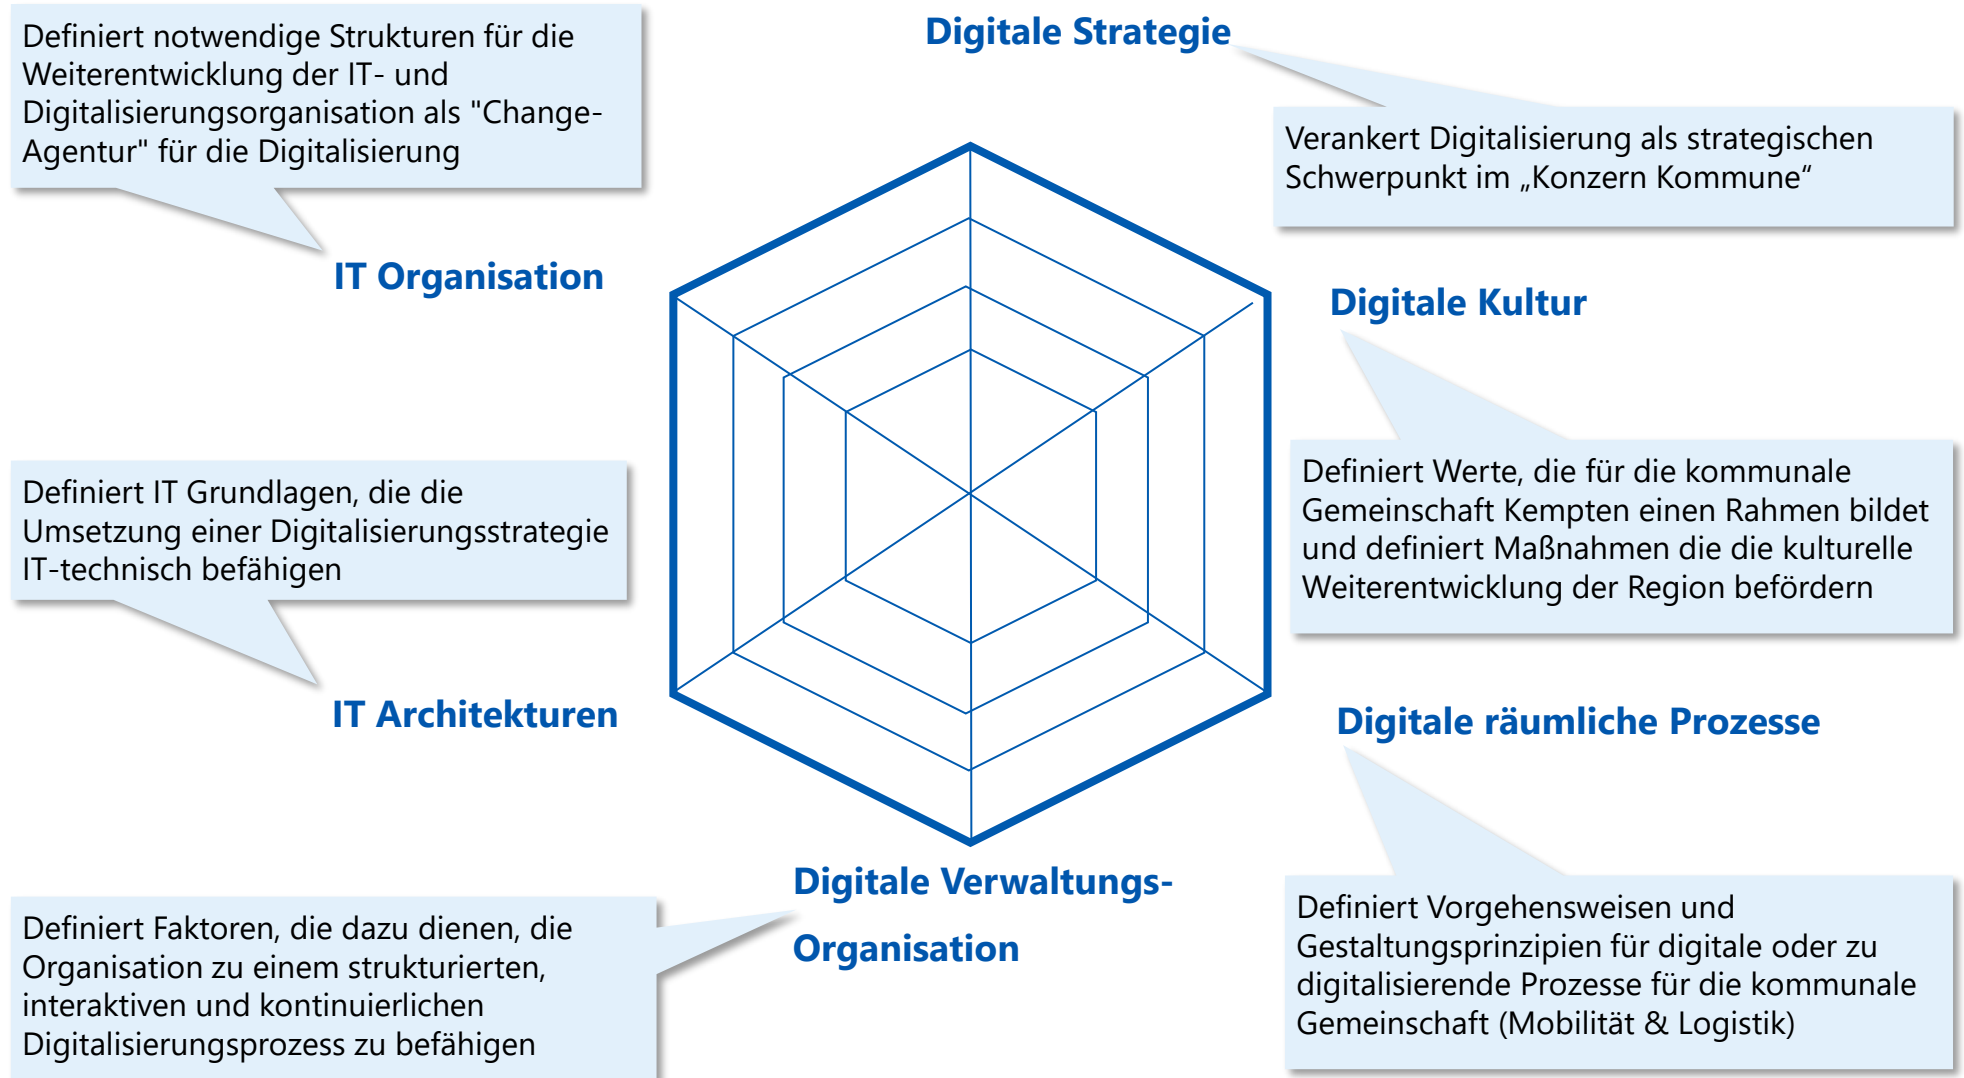 Definiert notwendige Strukturen für die
Weiterentwicklung der IT- und
Digitalisierungsorganisation als "Change-
Agentur" für die Digitalisierung
Digitale Strategie
Verankert Digitalisierung als strategischen
Schwerpunkt im „Konzern Kommune“
IT Organisation
Digitale Kultur
Definiert IT Grundlagen, die die
Umsetzung einer Digitalisierungsstrategie
IT-technisch befähigen
Definiert Werte, die für die kommunale
Gemeinschaft Kempten einen Rahmen bildet
und definiert Maßnahmen die die kulturelle
Weiterentwicklung der Region befördern
IT Architekturen
Digitale räumliche Prozesse
Digitale Verwaltungs-
Organisation
Definiert Faktoren, die dazu dienen, die
Organisation zu einem strukturierten,
interaktiven und kontinuierlichen
Digitalisierungsprozess zu befähigen
Definiert Vorgehensweisen und
Gestaltungsprinzipien für digitale oder zu
digitalisierende Prozesse für die kommunale
Gemeinschaft (Mobilität & Logistik)